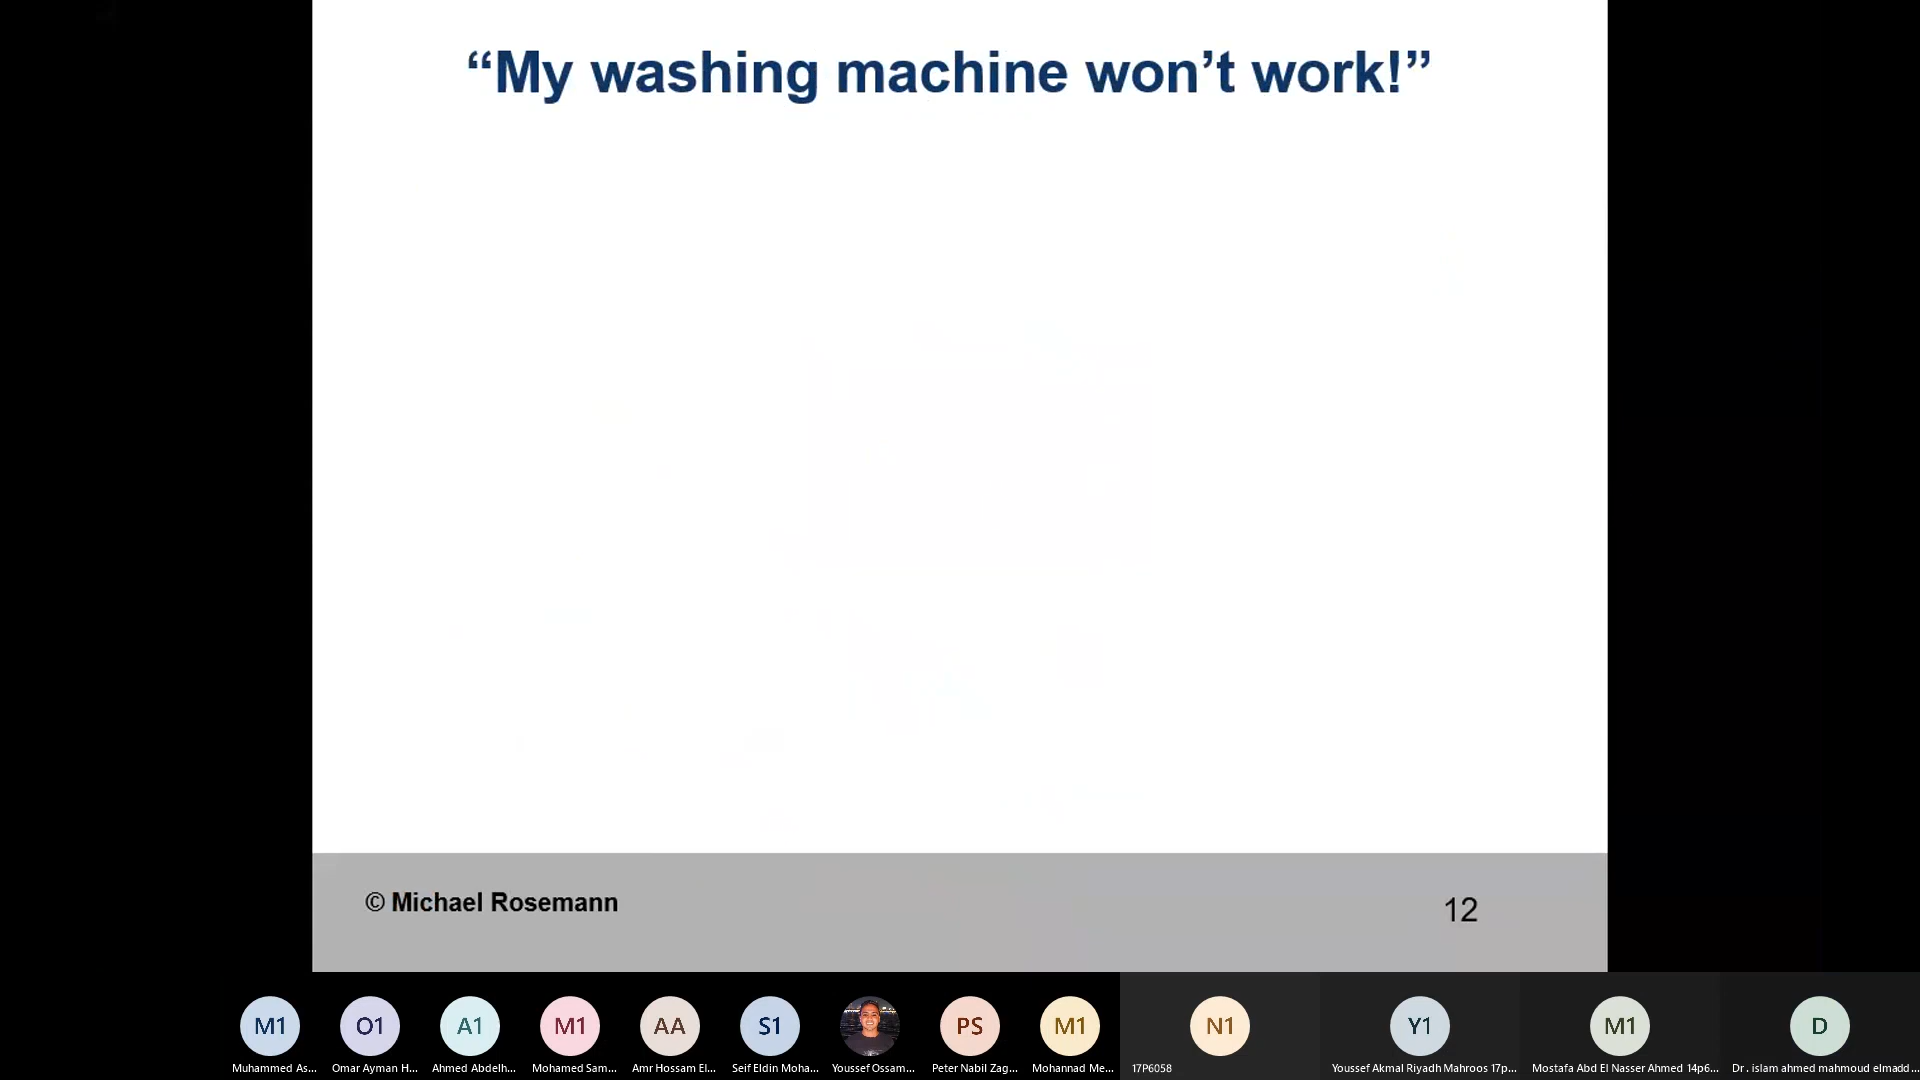 “My washing machine won’t work!”
© Michael Rosemann
12
M1 O1 A1 M1 AA S1 PS M1 N1 Y1 M1 D
Muhammed As... Omar Ayman H... Ahmed Abdelh... Mohamed Sam... Amr Hossam El... Seif Eldin Moha... Youssef Ossam... Peter Nabil Zag... Mohannad Me... 17P6058 Youssef Akmal Riyadh Mahroos 17p... Mostafa Abd El Nasser Ahmed 14p6... Dr. islam ahmed mahmoud elmadd...